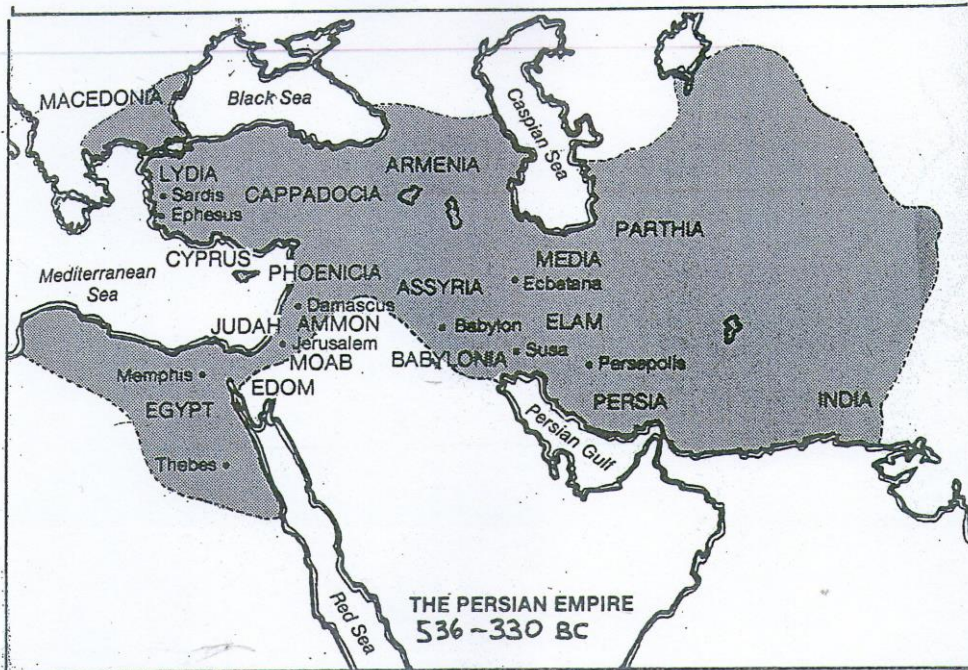 MACEDONIA
Black Sea
Caspian Sea
ARMENIA
LYDIA
Sardis
CAPPADOCIA
Ephesus
PARTHIA
CYPRUS
MEDIA
Mediterranean
Sea
PHOENICIA
ASSYRIA
Ecbatana
Damascus
JUDAH
AMMON
Babylon
ELAM
Jerusalem
MOAB
BABYLONIA
Susa
Persepolis
Memphis
EDOM
EGYPT
PERSIA
INDIA
Persian Gulf
Thebes
Red Sea
THE PERSIAN EMPIRE
536-330 BC